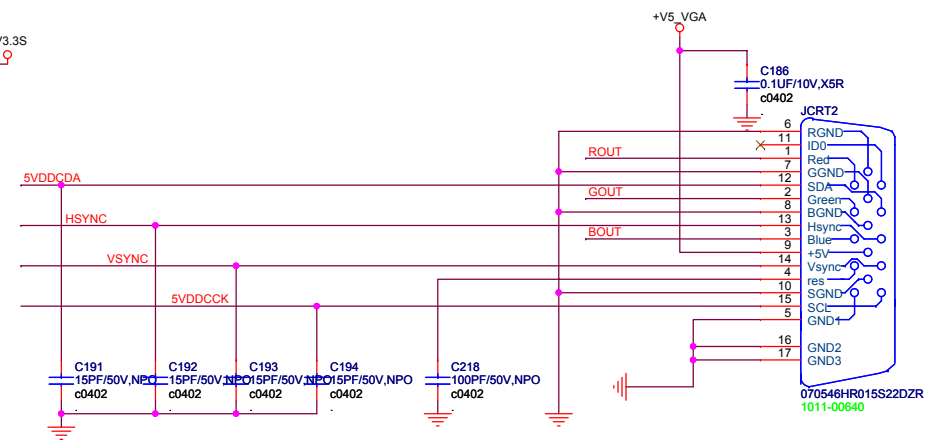 +V5_VGA
V3.3S
C186
0.1UF/10V,X5R
c0402
JCRT2
6 RGND
11 ID0
ROUT 1 Red
7 GGND
5VDDCDA 12 SDA
GOUT 2 Green
8 BGND
HSYNC 13 Hsync
BOUT 3 Blue
9 +5V
VSYNC 14 Vsync
4 res
10 SGND
5VDDCCK 15 SCL
5 GND1
16 GND2
17 GND3
C191 C192 C193 C194 C218
15PF/50V,NPO 15PF/50V,NPO 15PF/50V,NPO 15PF/50V,NPO 100PF/50V,NPO
c0402 c0402 c0402 c0402 c0402
070546HR015S22DZR
1011-00640